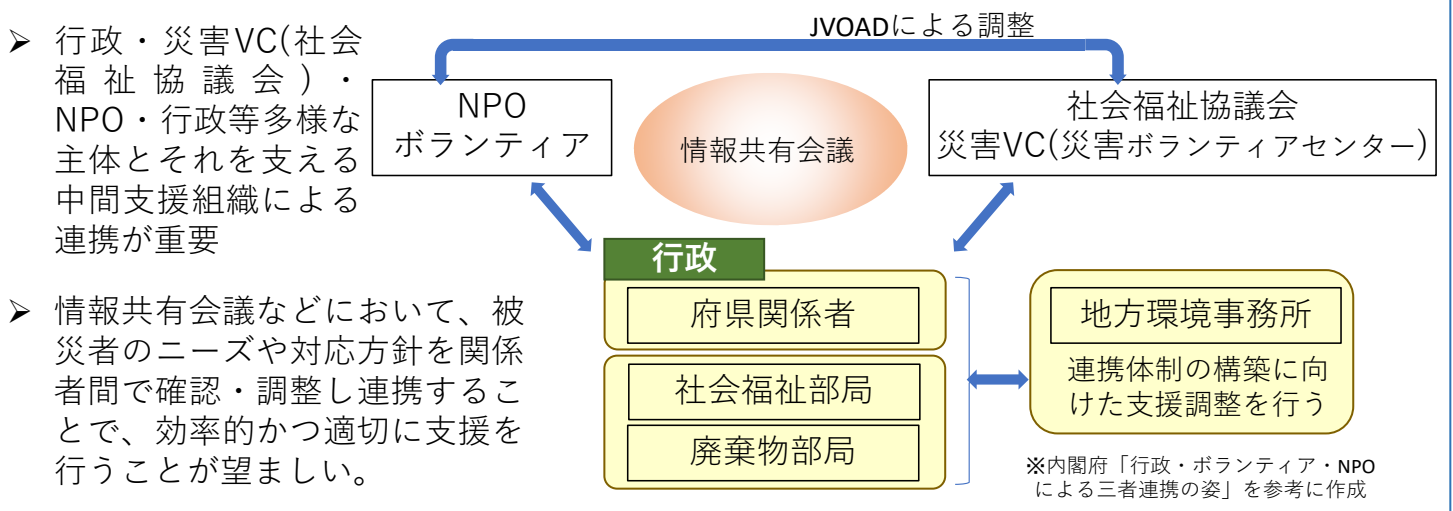 ➢ 行政・災害VC(社会
福祉協議会)・
NPO・行政等多様な
主体とそれを支える
中間支援組織による
連携が重要
➢ 情報共有会議などにおいて、被
災者のニーズや対応方針を関係
者間で確認・調整し連携するこ
とで、効率的かつ適切に支援を
行うことが望ましい。
JVOADによる調整
NPO
ボランティア
情報共有会議
社会福祉協議会
災害VC(災害ボランティアセンター)
行政
府県関係者
社会福祉部局
廃棄物部局
地方環境事務所
連携体制の構築に向
けた支援調整を行う
※内閣府「行政・ボランティア・NPO
による三者連携の姿」を参考に作成